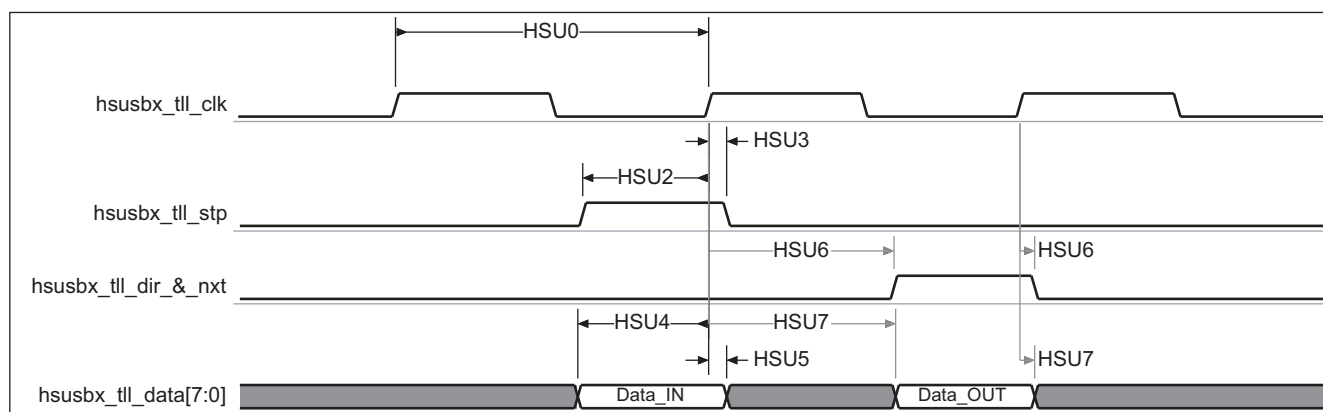 HSU0
hsusbx_tll_clk
HSU3
HSU2
hsusbx_tll_stp
HSU6 HSU6
hsusbx_tll_dir_&_nxt
HSU4 HSU7
HSU5 HSU7
hsusbx_tll_data[7:0] Data_IN Data_OUT